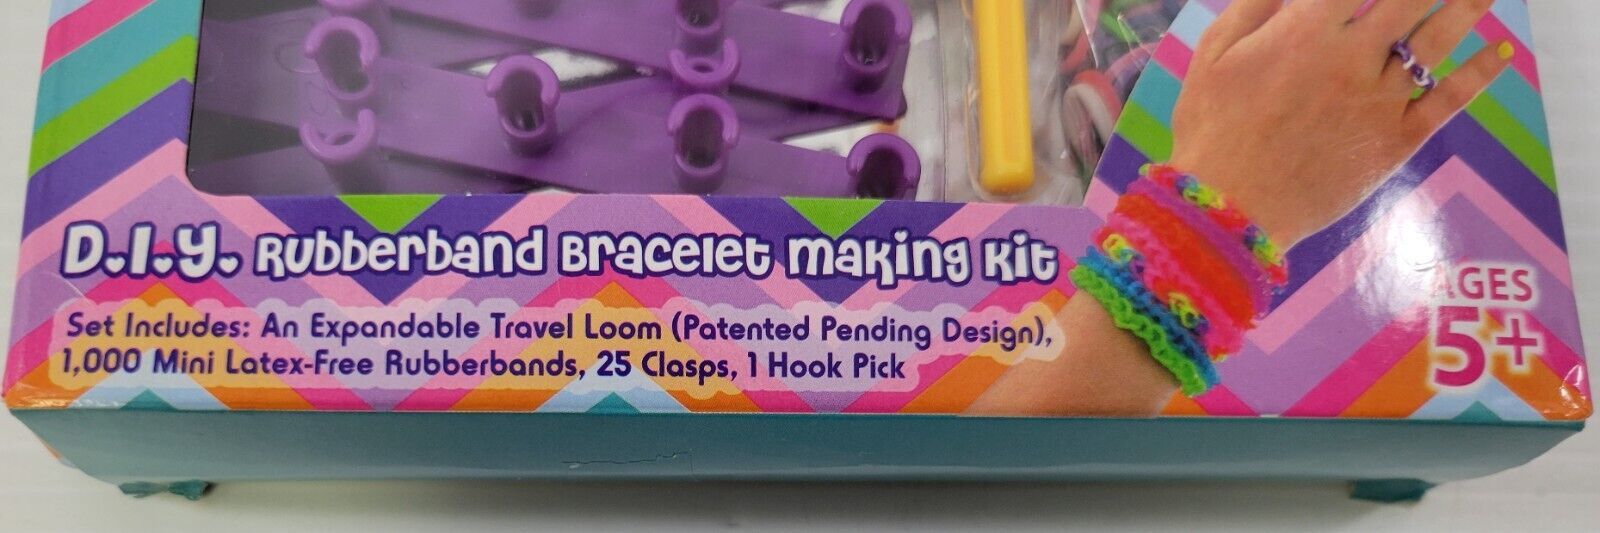 D.I.Y. Rubberband Bracelet Making Kit
Set Includes: An Expandable Travel Loom (Patented Pending Design),
1,000 Mini Latex-Free Rubberbands, 25 Clasps, 1 Hook Pick
AGES
5+